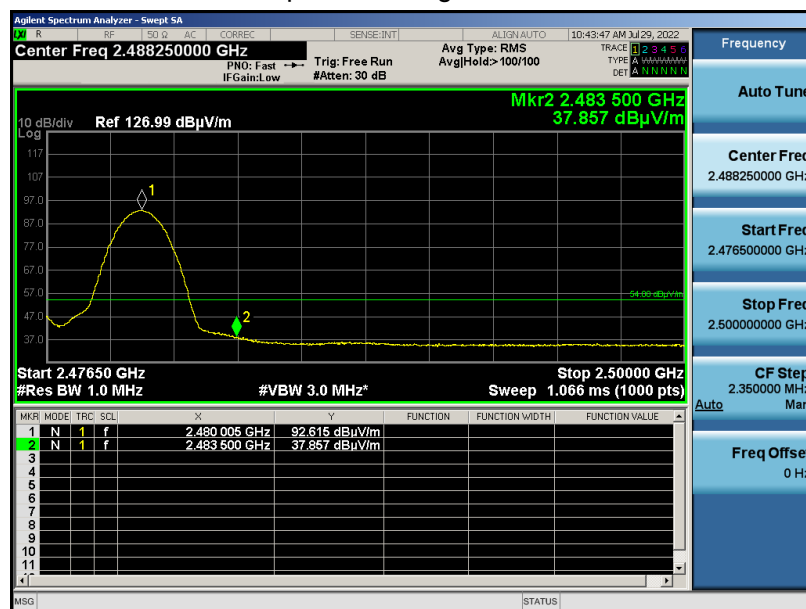 Agilent Spectrum Analyzer - Swept SA
LXI R RF 50 Ω AC CORREC SENSE:INT ALIGN AUTO 10:43:47 AM Jul 29, 2022
Center Freq 2.488250000 GHz
PNO: Fast
IFGain:Low
Trig: Free Run
#Atten: 30 dB
Avg Type: RMS
Avg|Hold:>100/100
TRACE 1 2 3 4 5 6
TYPE A
DET A N N N N N
Mkr2 2.483 500 GHz
37.857 dBµV/m
10 dB/div Ref 126.99 dBµV/m
Log
117
107
97.0
87.0
77.0
67.0
57.0
47.0
37.0
1
2
54.00 dBµV/m
Start 2.47650 GHz Stop 2.50000 GHz
#Res BW 1.0 MHz #VBW 3.0 MHz* Sweep 1.066 ms (1000 pts)
MKR MODE TRC SCL X Y FUNCTION FUNCTION WIDTH FUNCTION VALUE
1 N 1 f 2.480 005 GHz 92.615 dBµV/m
2 N 1 f 2.483 500 GHz 37.857 dBµV/m
3
4
5
6
7
8
9
10
11
MSG STATUS
Frequency
Auto Tune
Center Freq
2.488250000 GHz
Start Freq
2.476500000 GHz
Stop Freq
2.500000000 GHz
CF Step
2.350000 MHz
Auto Man
Freq Offset
0 Hz